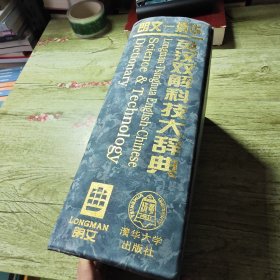 朗文—清华
英汉双解科技大辞典
Longman Tsinghua English-Chinese
Science & Technology
Dictionary
LONGMAN
朗文
清华大学
出版社